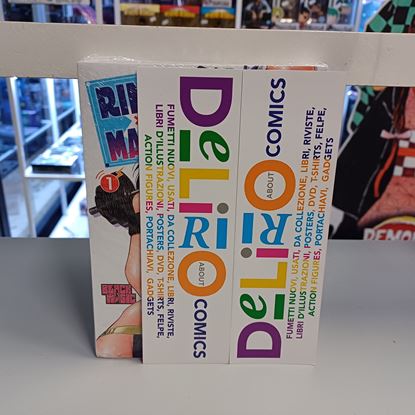 1
DeLiRiO
ABOUT
COMICS
FUMETTI NUOVI, USATI, DA COLLEZIONE, LIBRI, RIVISTE,
LIBRI D'ILLUSTRAZIONI, POSTERS, DVD, T-SHIRTS, FELPE,
ACTION FIGURES, PORTACHIAVI, GADGETS
DeLiRiO
ABOUT
COMICS
FUMETTI NUOVI, USATI, DA COLLEZIONE, LIBRI, RIVISTE,
LIBRI D'ILLUSTRAZIONI, POSTERS, DVD, T-SHIRTS, FELPE,
ACTION FIGURES, PORTACHIAVI, GADGETS
DEMON